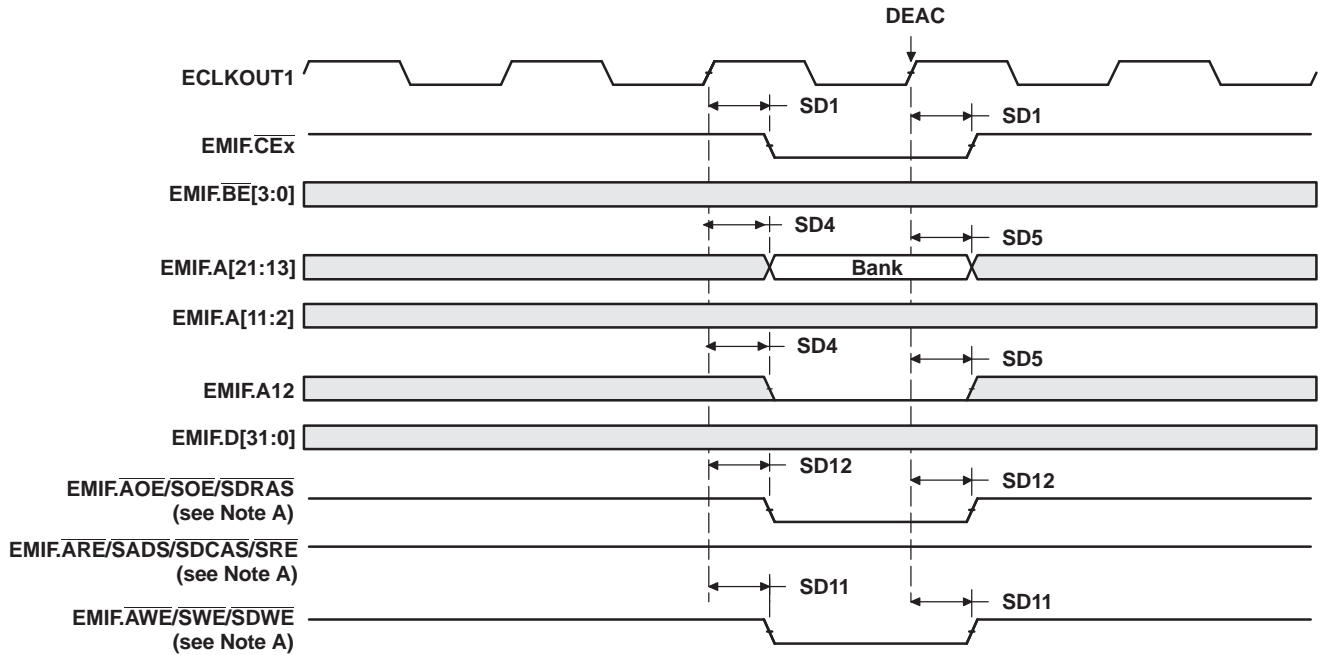 DEAC
ECLKOUT1
SD1
SD1
EMIF.CEx
EMIF.BE[3:0]
SD4
SD5
EMIF.A[21:13]
Bank
EMIF.A[11:2]
SD4
SD5
EMIF.A12
EMIF.D[31:0]
SD12
SD12
EMIF.AOE/SOE/SDRAS
(see Note A)
EMIF.ARE/SADS/SDCAS/SRE
(see Note A)
SD11
SD11
EMIF.AWE/SWE/SDWE
(see Note A)